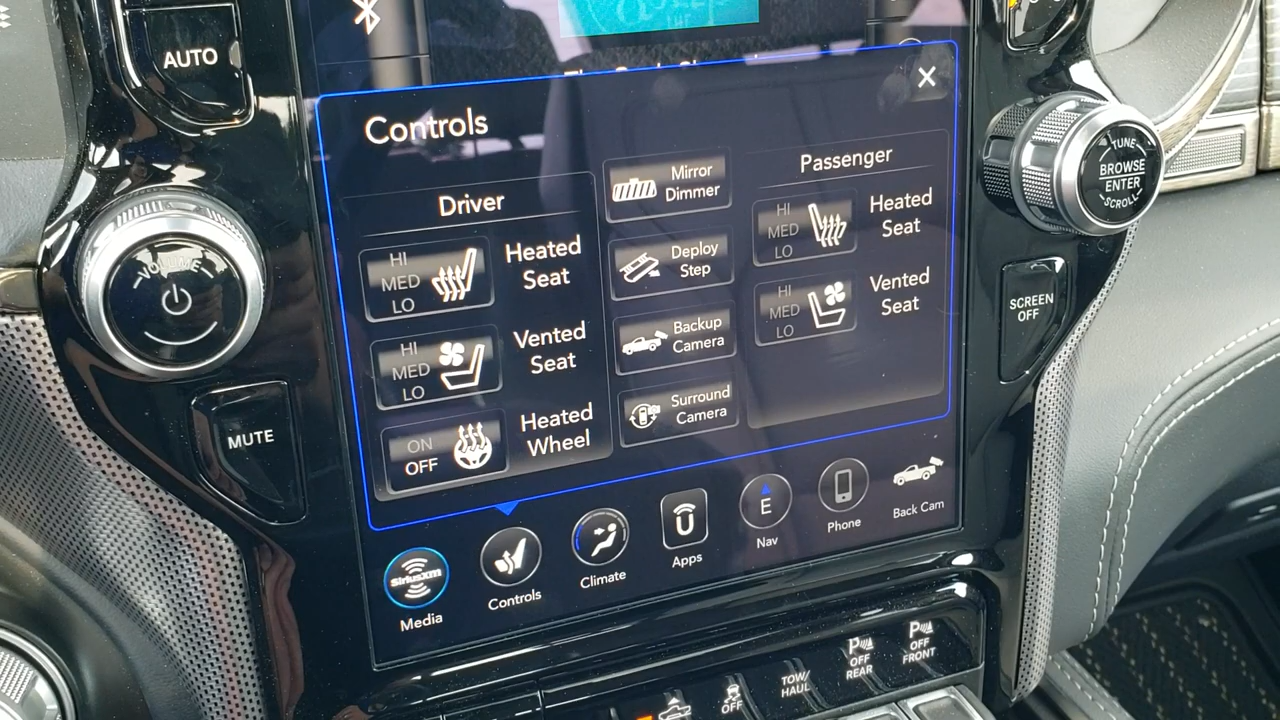 AUTO
Controls
Driver
HI
MED
LO
Heated
Seat
HI
MED
LO
Vented
Seat
ON
OFF
Heated
Wheel
Mirror
Dimmer
Deploy
Step
Backup
Camera
Surround
Camera
Passenger
HI
MED
LO
Heated
Seat
HI
MED
LO
Vented
Seat
VOLUME
MUTE
TUNE
BROWSE
ENTER
SCROLL
SCREEN
OFF
SiriusXM
Media
Controls
Climate
Apps
E
Nav
Phone
Back Cam
OFF
TOW/
HAUL
P
OFF
REAR
P
OFF
FRONT